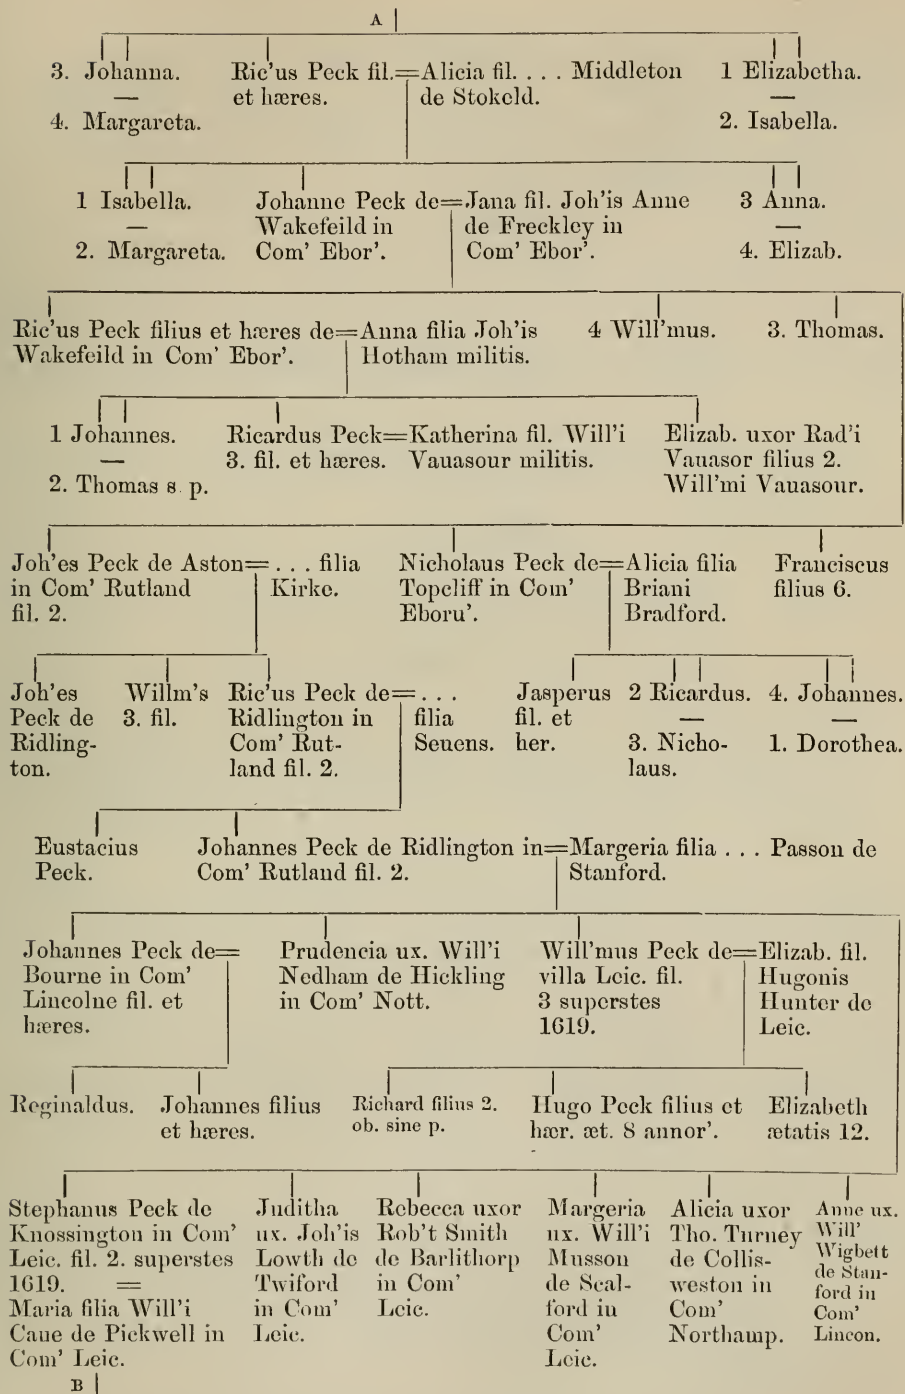 A
3. Johanna.
—
4. Margareta.
Ric'us Peck fil.=Alicia fil. . . . Middleton
et hæres. de Stokeld.
1 Elizabetha.
—
2. Isabella.
1 Isabella.
—
2. Margareta.
Johanne Peck de=Jana fil. Joh'is Anne
Wakefeild in de Freckley in
Com' Ebor'. Com' Ebor'.
3 Anna.
—
4. Elizab.
Ric'us Peck filius et hæres de=Anna filia Joh'is
Wakefeild in Com' Ebor'. Hotham militis.
4 Will'mus.
3. Thomas.
1 Johannes.
—
2. Thomas s. p.
Ricardus Peck=Katherina fil. Will'i
3. fil. et hæres. Vauasour militis.
Elizab. uxor Rad'i
Vauasor filius 2.
Will'mi Vauasour.
Joh'es Peck de Aston=. . . filia
in Com' Rutland Kirke.
fil. 2.
Nicholaus Peck de=Alicia filia
Topcliff in Com' Briani
Eboru'. Bradford.
Franciscus
filius 6.
Joh'es
Peck de
Ridling-
ton.
Willm's
3. fil.
Ric'us Peck de=. . .
Ridlington in filia
Com' Rut- Seuens.
land fil. 2.
Jasperus
fil. et
her.
2 Ricardus.
—
3. Nicho-
laus.
4. Johannes.
—
1. Dorothea.
Eustacius
Peck.
Johannes Peck de Ridlington in=Margeria filia . . . Passon de
Com' Rutland fil. 2. Stanford.
Johannes Peck de=
Bourne in Com'
Lincolne fil. et
hæres.
Prudencia ux. Will'i
Nedham de Hickling
in Com' Nott.
Will'mus Peck de=Elizab. fil.
villa Leic. fil. Hugonis
3 superstes Hunter de
1619. Leic.
Reginaldus.
Johannes filius
et hæres.
Richard filius 2.
ob. sine p.
Hugo Peck filius et
hær. æt. 8 annor'.
Elizabeth
ætatis 12.
Stephanus Peck de
Knossington in Com'
Leic. fil. 2. superstes
1619. =
Maria filia Will'i
Caue de Pickwell in
Com' Leic.
Juditha
ux. Joh'is
Lowth de
Twiford
in Com'
Leic.
Rebecca uxor
Rob't Smith
de Barlithorp
in Com'
Leic.
Margeria
ux. Will'i
Musson
de Scal-
ford in
Com'
Leic.
Alicia uxor
Tho. Turney
de Collis-
weston in
Com'
Northamp.
Anne ux.
Will'
Wigbett
de Stan-
ford in
Com'
Lincon.
B